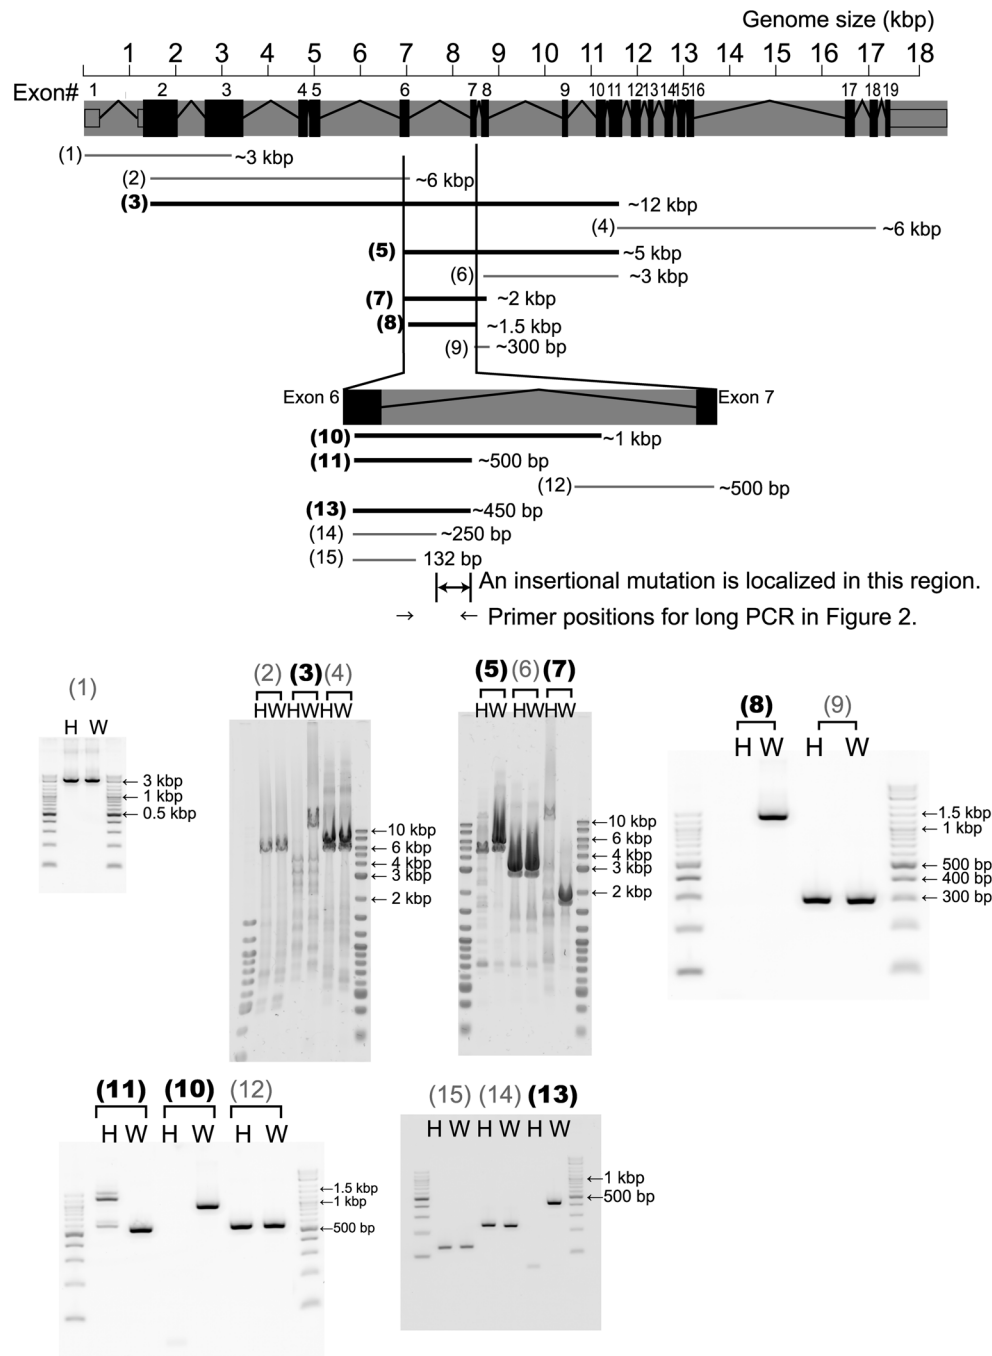 Genome size (kbp)
1 2 3 4 5 6 7 8 9 10 11 12 13 14 15 16 17 18
Exon# 1 2 3 4 5 6 7 8 9 10 11 12 13 14 15 16 17 18 19
(1) ~3 kbp
(2) ~6 kbp
(3) ~12 kbp
(4) ~6 kbp
(5) ~5 kbp
(6) ~3 kbp
(7) ~2 kbp
(8) ~1.5 kbp
(9) ~300 bp
Exon 6 Exon 7
(10) ~1 kbp
(11) ~500 bp
(12) ~500 bp
(13) ~450 bp
(14) ~250 bp
(15) 132 bp
↔ An insertional mutation is localized in this region.
→ ← Primer positions for long PCR in Figure 2.
(1)
H W
← 3 kbp
← 1 kbp
← 0.5 kbp
(2) (3) (4)
H W H W H W
← 10 kbp
← 6 kbp
← 4 kbp
← 3 kbp
← 2 kbp
(5) (6) (7)
H W H W H W
← 10 kbp
← 6 kbp
← 4 kbp
← 3 kbp
← 2 kbp
(8) (9)
H W H W
← 1.5 kbp
← 1 kbp
← 500 bp
← 400 bp
← 300 bp
(11) (10) (12)
H W H W H W
← 1.5 kbp
← 1 kbp
← 500 bp
(15) (14) (13)
H W H W H W
← 1 kbp
← 500 bp